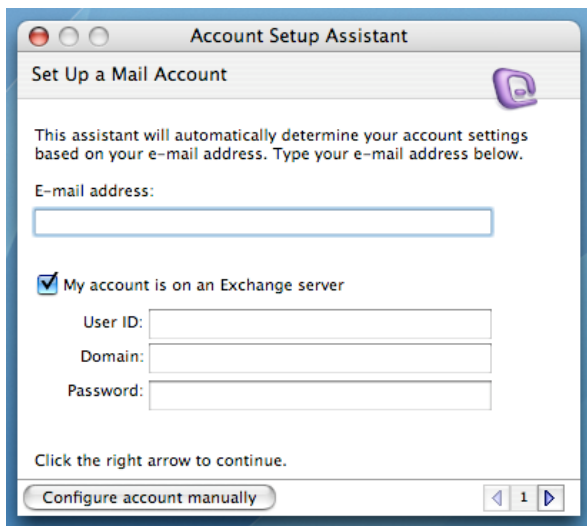 Account Setup Assistant
Set Up a Mail Account
This assistant will automatically determine your account settings
based on your e-mail address. Type your e-mail address below.
E-mail address:
My account is on an Exchange server
User ID:
Domain:
Password:
Click the right arrow to continue.
Configure account manually
1